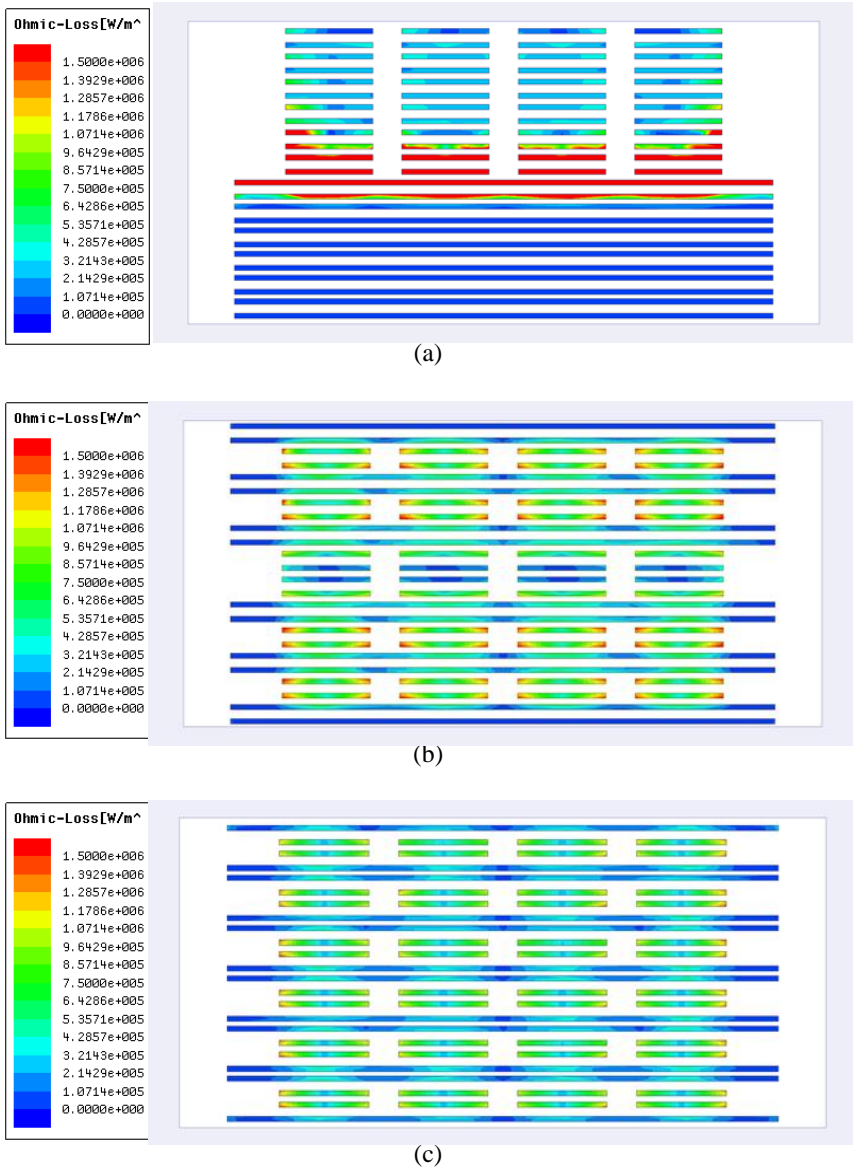 Ohmic-Loss[W/m^
1.5000e+006
1.3929e+006
1.2857e+006
1.1786e+006
1.0714e+006
9.6429e+005
8.5714e+005
7.5000e+005
6.4286e+005
5.3571e+005
4.2857e+005
3.2143e+005
2.1429e+005
1.0714e+005
0.0000e+000
(a)
Ohmic-Loss[W/m^
1.5000e+006
1.3929e+006
1.2857e+006
1.1786e+006
1.0714e+006
9.6429e+005
8.5714e+005
7.5000e+005
6.4286e+005
5.3571e+005
4.2857e+005
3.2143e+005
2.1429e+005
1.0714e+005
0.0000e+000
(b)
Ohmic-Loss[W/m^
1.5000e+006
1.3929e+006
1.2857e+006
1.1786e+006
1.0714e+006
9.6429e+005
8.5714e+005
7.5000e+005
6.4286e+005
5.3571e+005
4.2857e+005
3.2143e+005
2.1429e+005
1.0714e+005
0.0000e+000
(c)